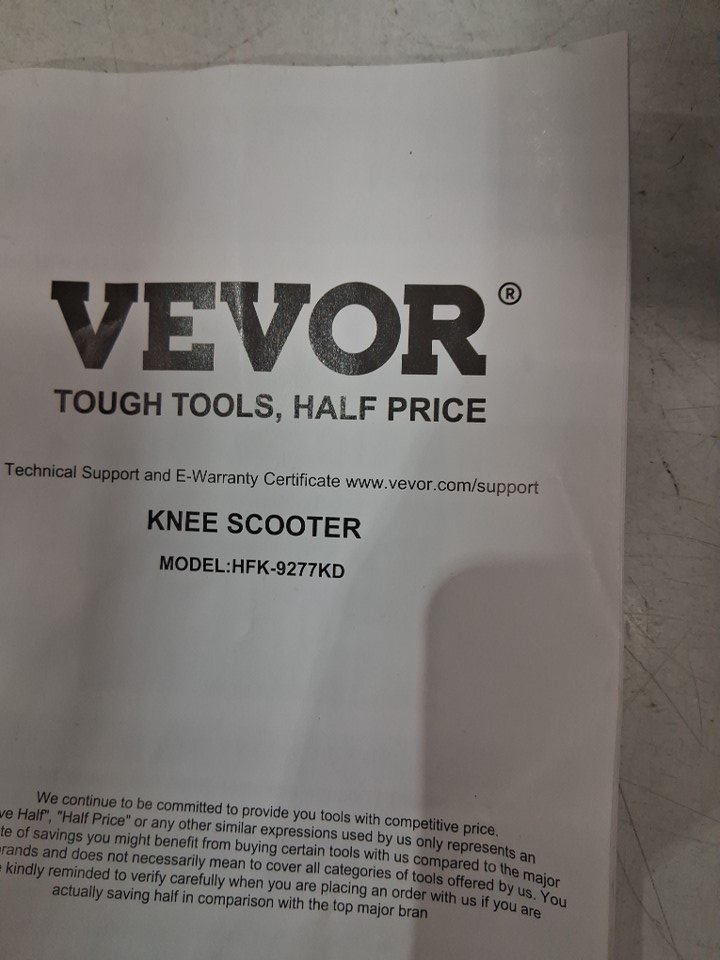 VEVOR®
TOUGH TOOLS, HALF PRICE
Technical Support and E-Warranty Certificate www.vevor.com/support
KNEE SCOOTER
MODEL:HFK-9277KD
We continue to be committed to provide you tools with competitive price.
ve Half", "Half Price" or any other similar expressions used by us only represents an
te of savings you might benefit from buying certain tools with us compared to the major
rands and does not necessarily mean to cover all categories of tools offered by us. You
kindly reminded to verify carefully when you are placing an order with us if you are
actually saving half in comparison with the top major bran